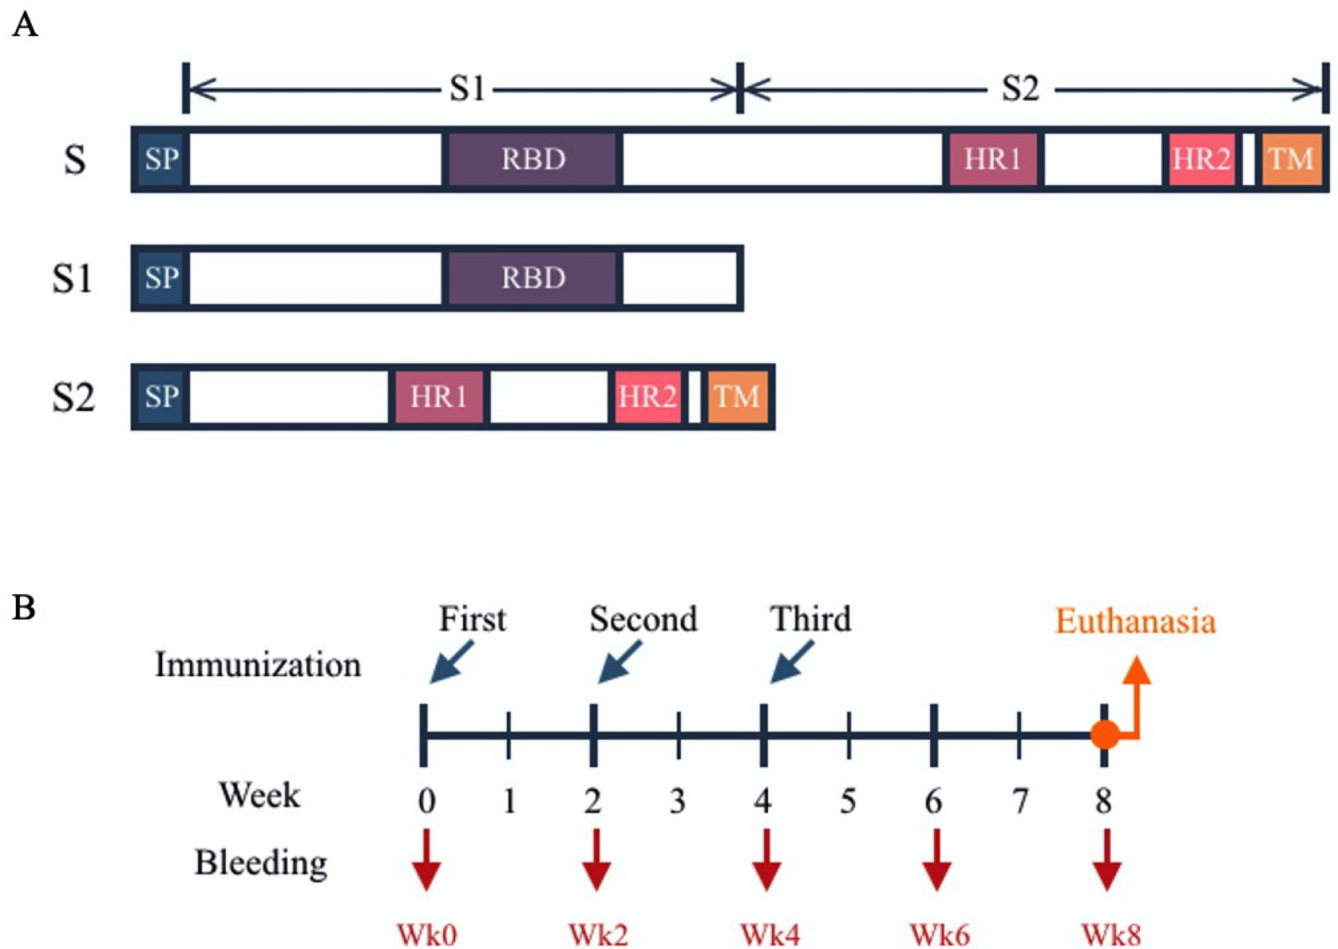 A
S1 S2
S SP RBD HR1 HR2 TM
S1 SP RBD
S2 SP HR1 HR2 TM
B
First Second Third Euthanasia
Immunization
Week 0 1 2 3 4 5 6 7 8
Bleeding
Wk0 Wk2 Wk4 Wk6 Wk8